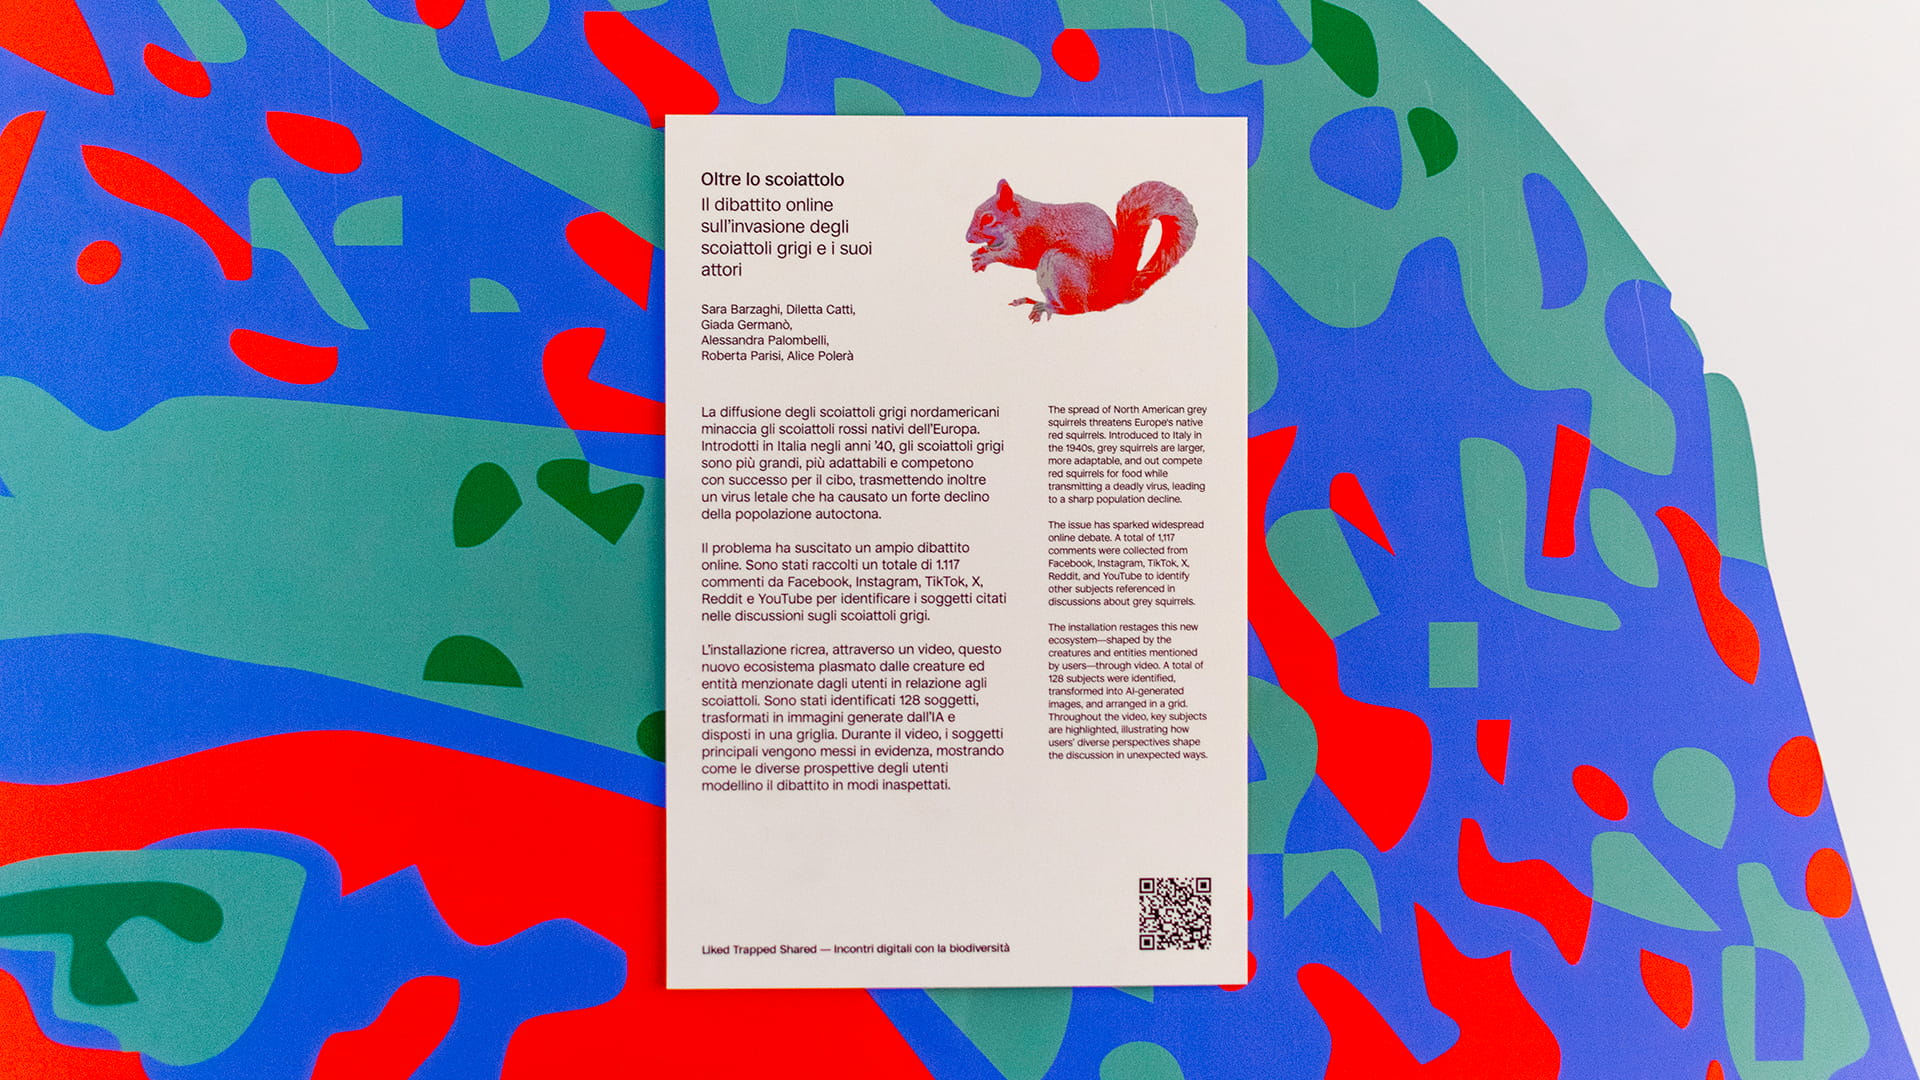 Oltre lo scoiattolo
Il dibattito online
sull'invasione degli
scoiattoli grigi e i suoi
attori
Sara Barzaghi, Diletta Catti,
Giada Germanò,
Alessandra Palombelli,
Roberta Parisi, Alice Polerà
La diffusione degli scoiattoli grigi nordamericani
minaccia gli scoiattoli rossi nativi dell'Europa.
Introdotti in Italia negli anni '40, gli scoiattoli grigi
sono più grandi, più adattabili e competono
con successo per il cibo, trasmettendo inoltre
un virus letale che ha causato un forte declino
della popolazione autoctona.
Il problema ha suscitato un ampio dibattito
online. Sono stati raccolti un totale di 1.117
commenti da Facebook, Instagram, TikTok, X,
Reddit e YouTube per identificare i soggetti citati
nelle discussioni sugli scoiattoli grigi.
L'installazione ricrea, attraverso un video, questo
nuovo ecosistema plasmato dalle creature ed
entità menzionate dagli utenti in relazione agli
scoiattoli. Sono stati identificati 128 soggetti,
trasformati in immagini generate dall'IA e
disposti in una griglia. Durante il video, i soggetti
principali vengono messi in evidenza, mostrando
come le diverse prospettive degli utenti
modellino il dibattito in modi inaspettati.
The spread of North American grey
squirrels threatens Europe's native
red squirrels. Introduced to Italy in
the 1940s, grey squirrels are larger,
more adaptable, and out compete
red squirrels for food while
transmitting a deadly virus, leading
to a sharp population decline.
The issue has sparked widespread
online debate. A total of 1,117
comments were collected from
Facebook, Instagram, TikTok, X,
Reddit, and YouTube to identify
other subjects referenced in
discussions about grey squirrels.
The installation restages this new
ecosystem—shaped by the
creatures and entities mentioned
by users—through video. A total of
128 subjects were identified,
transformed into AI-generated
images, and arranged in a grid.
Throughout the video, key subjects
are highlighted, illustrating how
users' diverse perspectives shape
the discussion in unexpected ways.
Liked Trapped Shared — Incontri digitali con la biodiversità